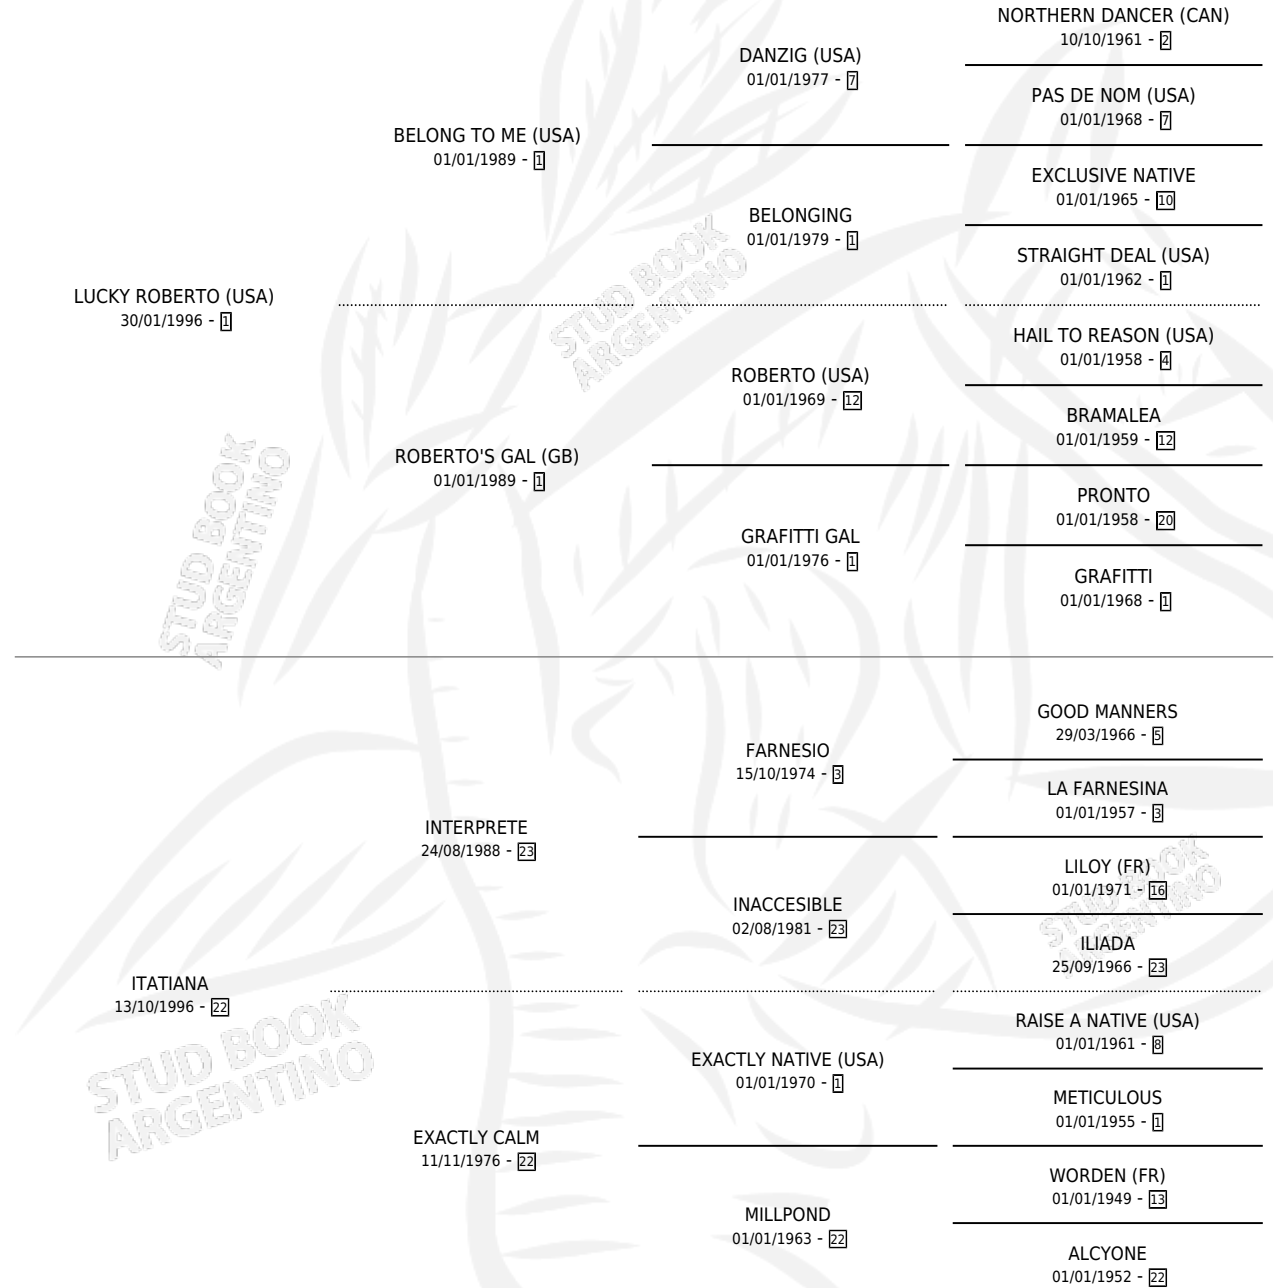 NORTHERN DANCER (CAN)
10/10/1961 - 2
DANZIG (USA)
01/01/1977 - 7
PAS DE NOM (USA)
01/01/1968 - 7
BELONG TO ME (USA)
01/01/1989 - 1
EXCLUSIVE NATIVE
01/01/1965 - 10
BELONGING
01/01/1979 - 1
STRAIGHT DEAL (USA)
01/01/1962 - 1
LUCKY ROBERTO (USA)
30/01/1996 - 1
HAIL TO REASON (USA)
01/01/1958 - 4
ROBERTO (USA)
01/01/1969 - 12
BRAMALEA
01/01/1959 - 12
ROBERTO'S GAL (GB)
01/01/1989 - 1
PRONTO
01/01/1958 - 20
GRAFITTI GAL
01/01/1976 - 1
GRAFITTI
01/01/1968 - 1
GOOD MANNERS
29/03/1966 - 5
FARNESIO
15/10/1974 - 3
LA FARNESINA
01/01/1957 - 3
INTERPRETE
24/08/1988 - 23
LILOY (FR)
01/01/1971 - 16
INACCESIBLE
02/08/1981 - 23
ILIADA
25/09/1966 - 23
ITATIANA
13/10/1996 - 22
RAISE A NATIVE (USA)
01/01/1961 - 8
EXACTLY NATIVE (USA)
01/01/1970 - 1
METICULOUS
01/01/1955 - 1
EXACTLY CALM
11/11/1976 - 22
WORDEN (FR)
01/01/1949 - 13
MILLPOND
01/01/1963 - 22
ALCYONE
01/01/1952 - 22
STUD BOOK
ARGENTINO
STUD BOOK
ARGENTINO
STUD BOOK
ARGENTINO
STUD BOOK
ARGENTINO